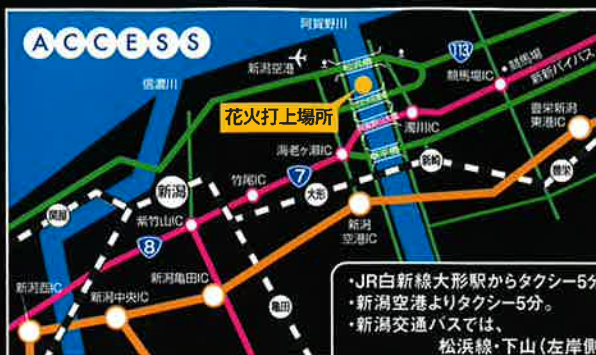 ACCESS
阿賀野川
113
松浜橋
新潟空港
競馬場
競馬場IC
新新バイパス
信濃川
花火打上場所
濁川IC
豊栄新潟
東港IC
海老ヶ瀬IC
新潟
竹尾IC
7
大形
新崎
豊栄
関屋
紫竹山IC
8
新潟
空港IC
新潟亀田IC
新潟西IC
新潟中央IC
亀田
・JR白新線大形駅からタクシー5分
・新潟空港よりタクシー5分。
・新潟交通バスでは、
松浜線・下山(左岸側